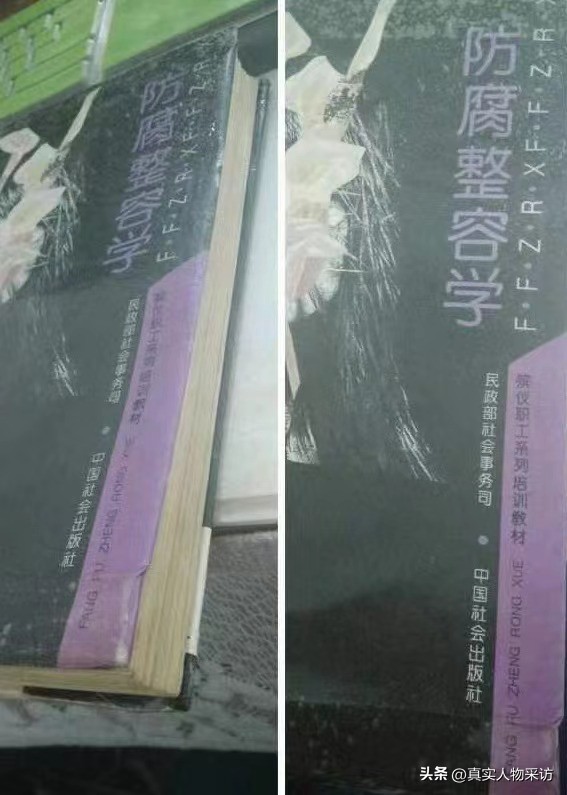 防腐整容学
F·F·Z·R·X F·F·Z·R·X
殡仪职工系列培训教材
民政部社会事务司
中国社会出版社
FANG FU ZHENG RONG XUE
防腐整容学
F·F·Z·R·XF·F·Z·R·X
殡仪职工系列培训教材
民政部社会事务司
中国社会出版社
FANG FU ZHENG RONG XUE
头条 @真实人物采访